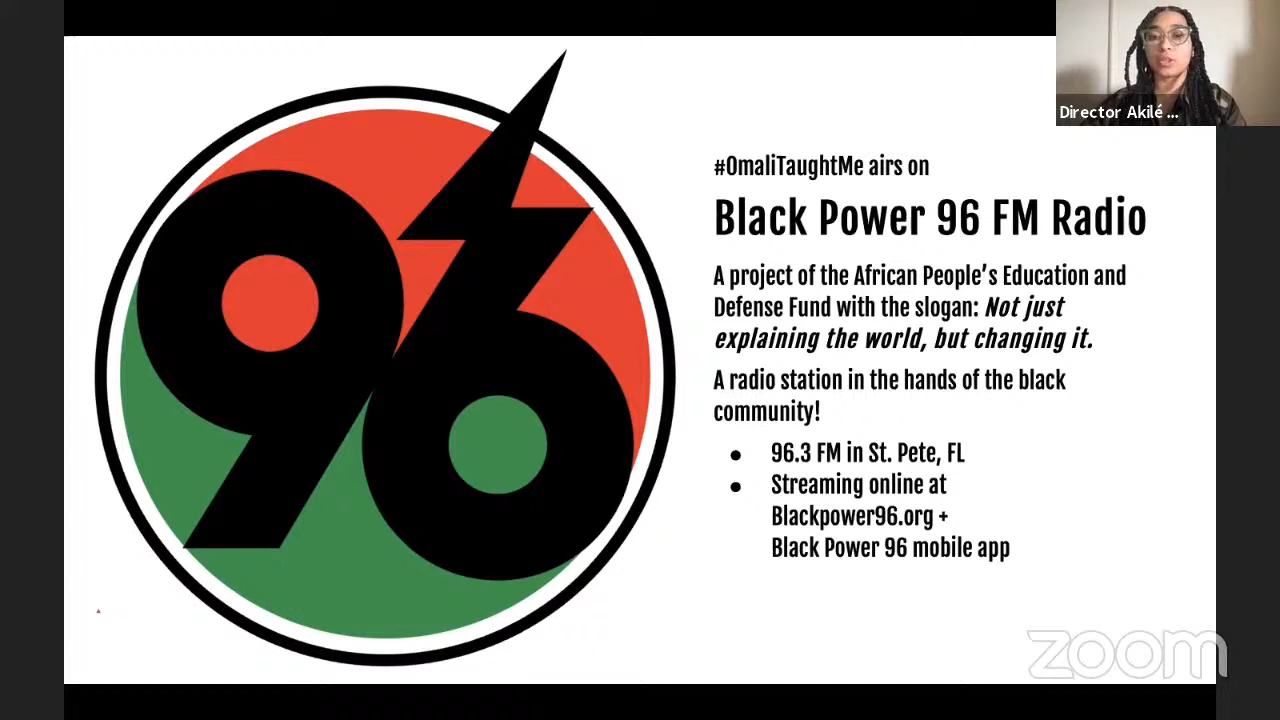 Director Akilé ...
#OmaliTaughtMe airs on
Black Power 96 FM Radio
A project of the African People's Education and
Defense Fund with the slogan: Not just
explaining the world, but changing it.
A radio station in the hands of the black
community!
● 96.3 FM in St. Pete, FL
● Streaming online at
Blackpower96.org +
Black Power 96 mobile app
96
zoom